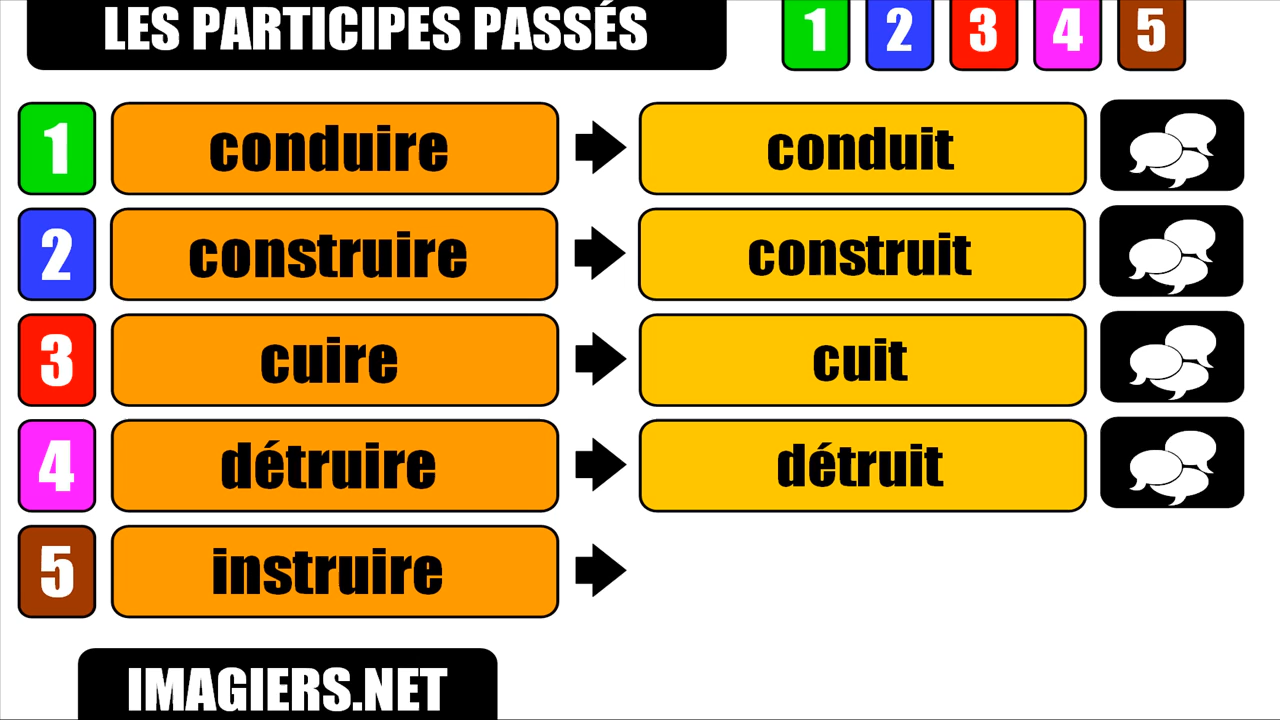 LES PARTICIPES PASSÉS 1 2 3 4 5
1 conduire conduit
2 construire construit
3 cuire cuit
4 détruire détruit
5 instruire
IMAGIERS.NET